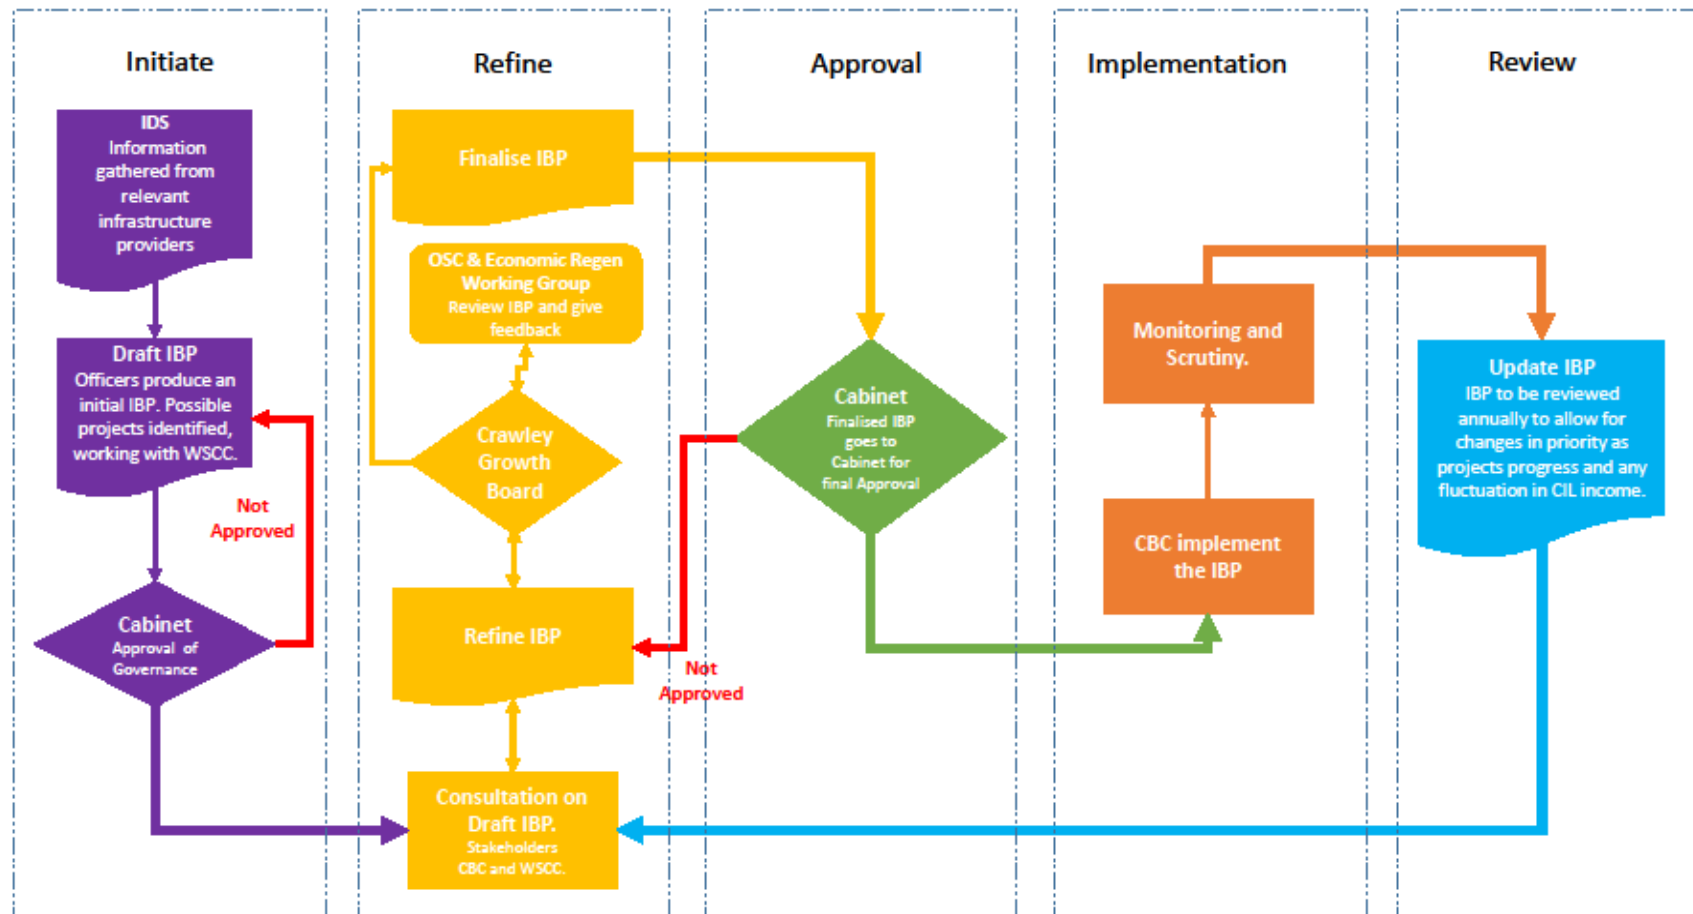 Initiate
Refine
Approval
Implementation
Review
IDS
Information
gathered from
relevant
infrastructure
providers
Draft IBP
Officers produce an
initial IBP. Possible
projects identified,
working with WSCC.
Not
Approved
Cabinet
Approval of
Governance
Finalise IBP
OSC & Economic Regen
Working Group
Review IBP and give
feedback
Crawley
Growth
Board
Refine IBP
Consultation on
Draft IBP.
Stakeholders
CBC and WSCC.
Cabinet
Finalised IBP
goes to
Cabinet for
final Approval
Not
Approved
Monitoring and
Scrutiny.
CBC implement
the IBP
Update IBP
IBP to be reviewed
annually to allow for
changes in priority as
projects progress and any
fluctuation in CIL income.